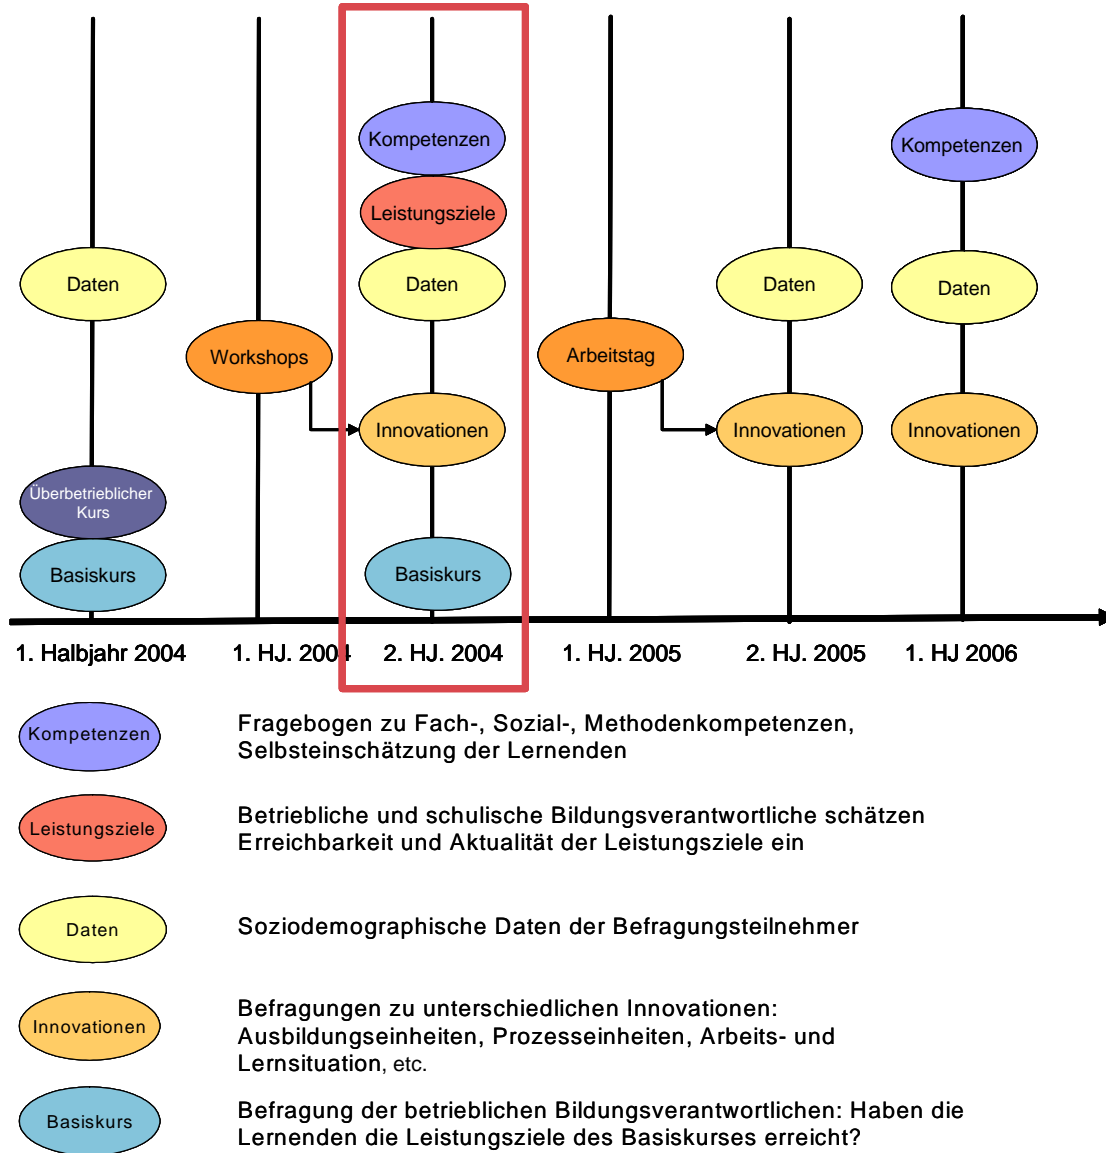 Kompetenzen
Kompetenzen
Leistungsziele
Daten
Daten
Daten
Daten
Workshops
Arbeitstag
Innovationen
Innovationen
Innovationen
Überbetrieblicher
Kurs
Basiskurs
Basiskurs
1. Halbjahr 2004
1. HJ. 2004
2. HJ. 2004
1. HJ. 2005
2. HJ. 2005
1. HJ 2006
Kompetenzen
Fragebogen zu Fach-, Sozial-, Methodenkompetenzen,
Selbsteinschätzung der Lernenden
Leistungsziele
Betriebliche und schulische Bildungsverantwortliche schätzen
Erreichbarkeit und Aktualität der Leistungsziele ein
Daten
Soziodemographische Daten der Befragungsteilnehmer
Innovationen
Befragungen zu unterschiedlichen Innovationen:
Ausbildungseinheiten, Prozesseinheiten, Arbeits- und
Lernsituation, etc.
Basiskurs
Befragung der betrieblichen Bildungsverantwortlichen: Haben die
Lernenden die Leistungsziele des Basiskurses erreicht?